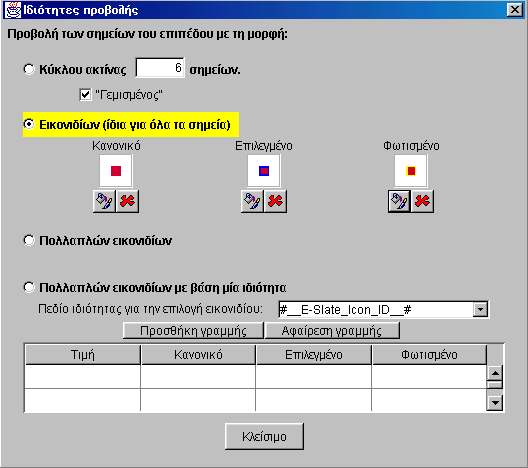 Ιδιότητες προβολής
Προβολή των σημείων του επιπέδου με τη μορφή:
Κύκλου ακτίνας 6 σημείων.
"Γεμισμένος"
Εικονιδίων (ίδια για όλα τα σημεία)
Κανονικό Επιλεγμένο Φωτισμένο
Πολλαπλών εικονιδίων
Πολλαπλών εικονιδίων με βάση μία ιδιότητα
Πεδίο ιδιότητας για την επιλογή εικονιδίου: #__E-Slate_Icon_ID__#
Προσθήκη γραμμής Αφαίρεση γραμμής
Τιμή Κανονικό Επιλεγμένο Φωτισμένο
Κλείσιμο